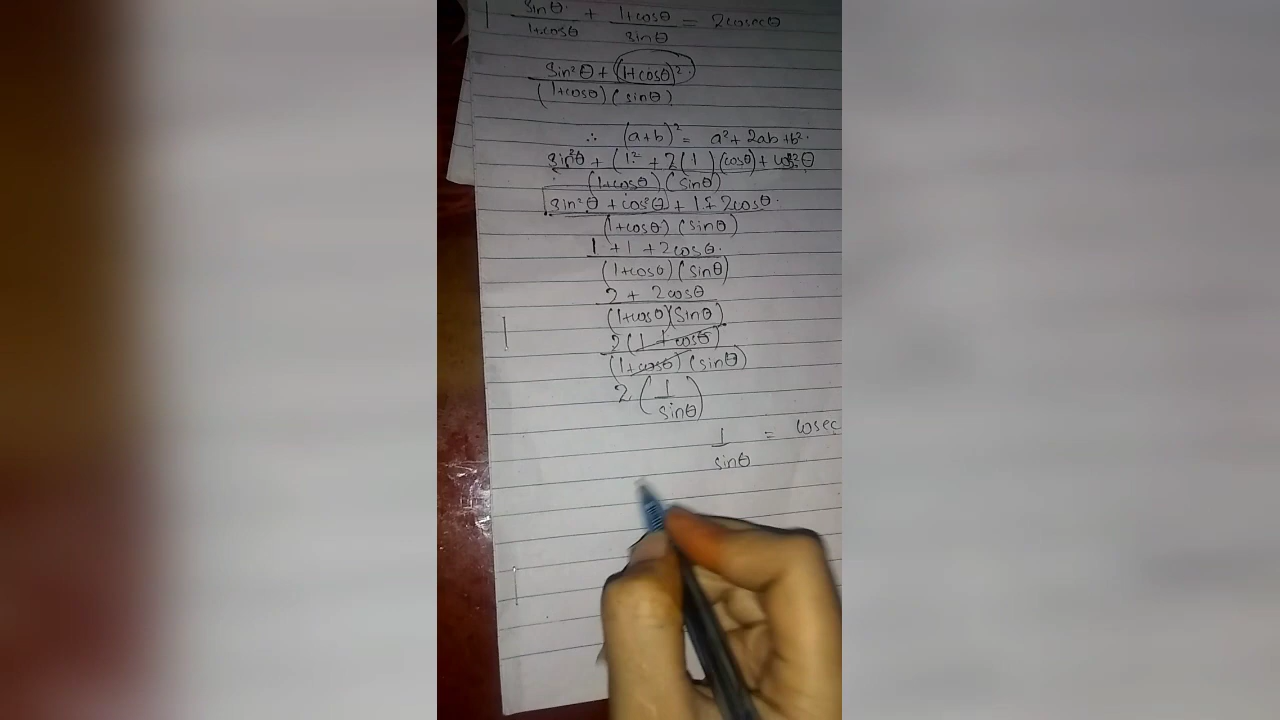 sinθ/1+cosθ + 1+cosθ/sinθ = 2cosecθ
sin²θ + (1+cosθ)²/(1+cosθ)(sinθ)
∴ (a+b)² = a² + 2ab + b²
sin²θ + (1² + 2(1)(cosθ) + cos²θ/(1+cosθ)(sinθ)
sin²θ + cos²θ + 1 + 2cosθ/(1+cosθ)(sinθ)
1 + 1 + 2cosθ/(1+cosθ)(sinθ)
2 + 2cosθ/(1+cosθ)(sinθ)
2(1 + cosθ)/(1+cosθ)(sinθ)
2(1/sinθ)
1/sinθ = cosec